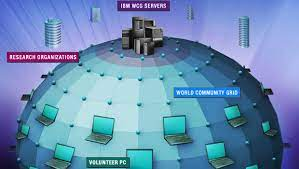 IBM WCG SERVERS
RESEARCH ORGANIZATIONS
WORLD COMMUNITY GRID
VOLUNTEER PC